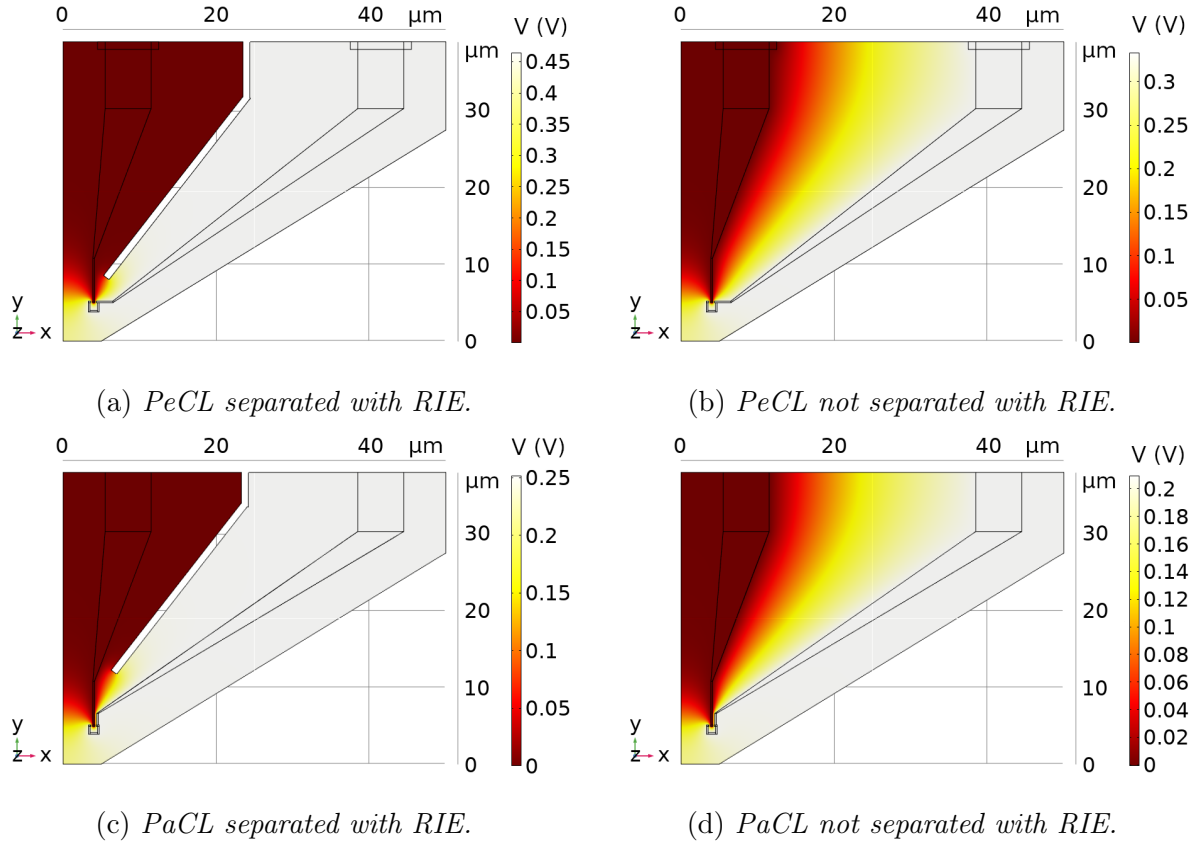 0 20 40 µm V (V)
µm
0.45
0.4
0.35
0.3
0.25
0.2
0.15
0.1
0.05
30
20
10
0
y
z x
(a) PeCL separated with RIE.
0 20 40 µm V (V)
µm
0.3
0.25
0.2
0.15
0.1
0.05
30
20
10
0
y
z x
(b) PeCL not separated with RIE.
0 20 40 µm V (V)
µm
0.25
0.2
0.15
0.1
0.05
0
30
20
10
0
y
z x
(c) PaCL separated with RIE.
0 20 40 µm V (V)
µm
0.2
0.18
0.16
0.14
0.12
0.1
0.08
0.06
0.04
0.02
0
30
20
10
0
y
z x
(d) PaCL not separated with RIE.